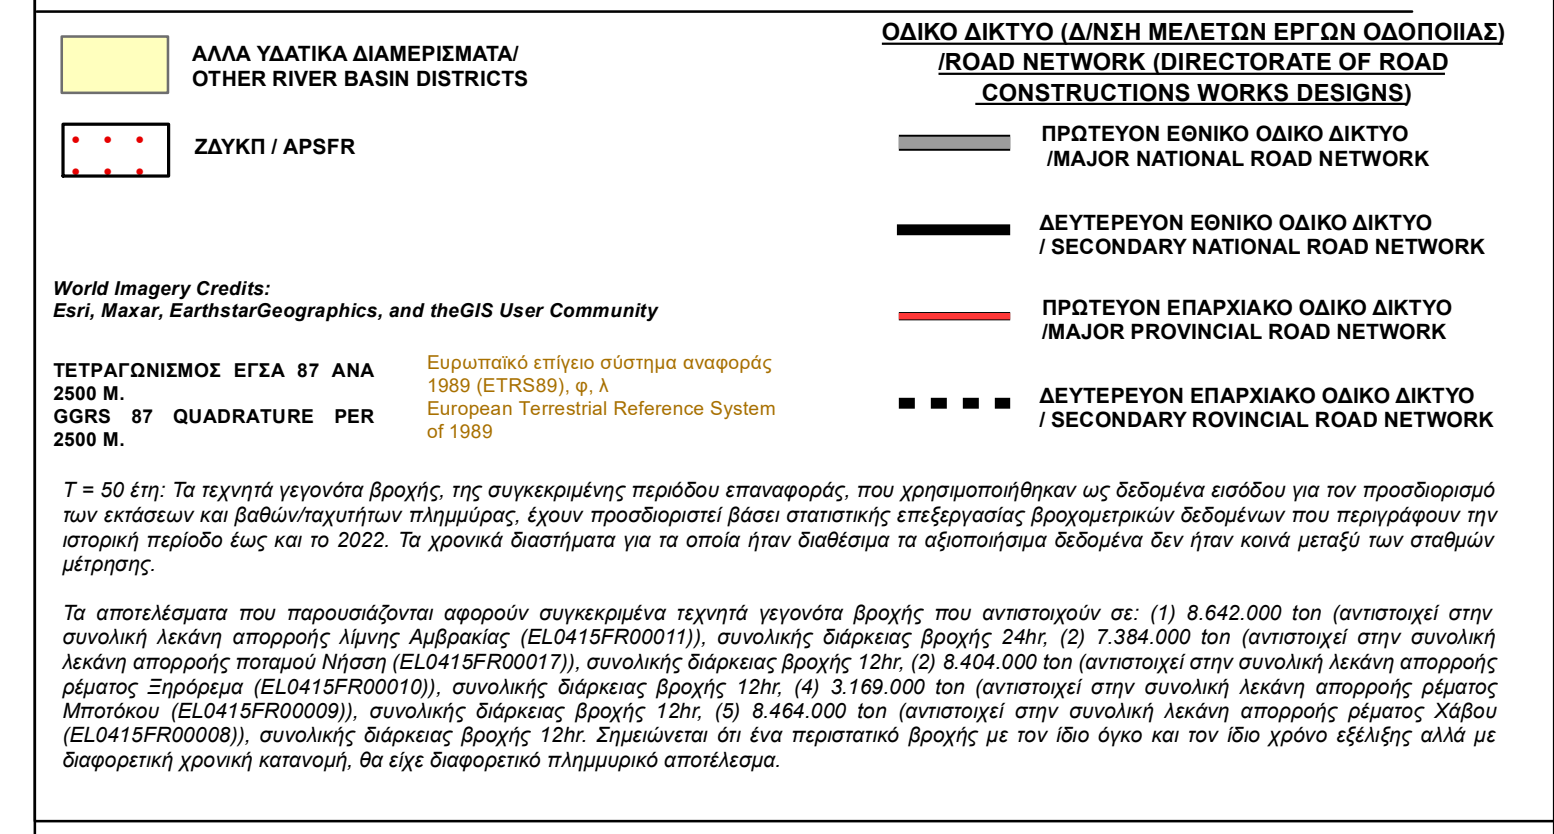 ΑΛΛΑ ΥΔΑΤΙΚΑ ΔΙΑΜΕΡΙΣΜΑΤΑ/
OTHER RIVER BASIN DISTRICTS
ΖΔΥΚΠ / APSFR
World Imagery Credits:
Esri, Maxar, EarthstarGeographics, and theGIS User Community
ΤΕΤΡΑΓΩΝΙΣΜΟΣ ΕΓΣΑ 87 ΑΝΑ
2500 Μ.
GGRS 87 QUADRATURE PER
2500 M.
Ευρωπαϊκό επίγειο σύστημα αναφοράς
1989 (ETRS89), φ, λ
European Terrestrial Reference System
of 1989
ΟΔΙΚΟ ΔΙΚΤΥΟ (Δ/ΝΣΗ ΜΕΛΕΤΩΝ ΕΡΓΩΝ ΟΔΟΠΟΙΙΑΣ)
/ROAD NETWORK (DIRECTORATE OF ROAD
CONSTRUCTIONS WORKS DESIGNS)
ΠΡΩΤΕΥΟΝ ΕΘΝΙΚΟ ΟΔΙΚΟ ΔΙΚΤΥΟ
/MAJOR NATIONAL ROAD NETWORK
ΔΕΥΤΕΡΕΥΟΝ ΕΘΝΙΚΟ ΟΔΙΚΟ ΔΙΚΤΥΟ
/ SECONDARY NATIONAL ROAD NETWORK
ΠΡΩΤΕΥΟΝ ΕΠΑΡΧΙΑΚΟ ΟΔΙΚΟ ΔΙΚΤΥΟ
/MAJOR PROVINCIAL ROAD NETWORK
ΔΕΥΤΕΡΕΥΟΝ ΕΠΑΡΧΙΑΚΟ ΟΔΙΚΟ ΔΙΚΤΥΟ
/ SECONDARY ROVINCIAL ROAD NETWORK
Τ = 50 έτη: Τα τεχνητά γεγονότα βροχής, της συγκεκριμένης περιόδου επαναφοράς, που χρησιμοποιήθηκαν ως δεδομένα εισόδου για τον προσδιορισμό
των εκτάσεων και βαθών/ταχυτήτων πλημμύρας, έχουν προσδιοριστεί βάσει στατιστικής επεξεργασίας βροχομετρικών δεδομένων που περιγράφουν την
ιστορική περίοδο έως και το 2022. Τα χρονικά διαστήματα για τα οποία ήταν διαθέσιμα τα αξιοποιήσιμα δεδομένα δεν ήταν κοινά μεταξύ των σταθμών
μέτρησης.
Τα αποτελέσματα που παρουσιάζονται αφορούν συγκεκριμένα τεχνητά γεγονότα βροχής που αντιστοιχούν σε: (1) 8.642.000 ton (αντιστοιχεί στην
συνολική λεκάνη απορροής λίμνης Αμβρακίας (EL0415FR00011)), συνολικής διάρκειας βροχής 24hr, (2) 7.384.000 ton (αντιστοιχεί στην συνολική
λεκάνη απορροής ποταμού Νήσση (EL0415FR00017)), συνολικής διάρκειας βροχής 12hr, (2) 8.404.000 ton (αντιστοιχεί στην συνολική λεκάνη απορροής
ρέματος Ξηρόρεμα (EL0415FR00010)), συνολικής διάρκειας βροχής 12hr, (4) 3.169.000 ton (αντιστοιχεί στην συνολική λεκάνη απορροής ρέματος
Μποτόκου (EL0415FR00009)), συνολικής διάρκειας βροχής 12hr, (5) 8.464.000 ton (αντιστοιχεί στην συνολική λεκάνη απορροής ρέματος Χάβου
(EL0415FR00008)), συνολικής διάρκειας βροχής 12hr. Σημειώνεται ότι ένα περιστατικό βροχής με τον ίδιο όγκο και τον ίδιο χρόνο εξέλιξης αλλά με
διαφορετική χρονική κατανομή, θα είχε διαφορετικό πλημμυρικό αποτέλεσμα.